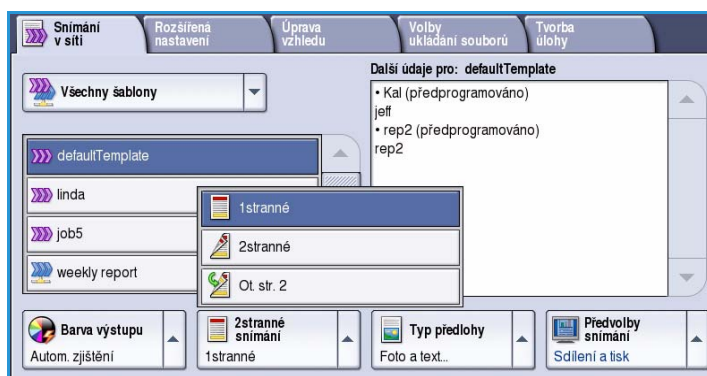 Snímání
v síti
Rozšířená
nastavení
Úprava
vzhledu
Volby
ukládání souborů
Tvorba
úlohy
Všechny šablony
Další údaje pro: defaultTemplate
• Kal (předprogramováno)
jeff
• rep2 (předprogramováno)
rep2
defaultTemplate
linda
job5
weekly report
1stranné
2stranné
Ot. str. 2
Barva výstupu
Autom. zjištění
2stranné
snímání
1stranné
Typ předlohy
Foto a text...
Předvolby
snímání
Sdílení a tisk